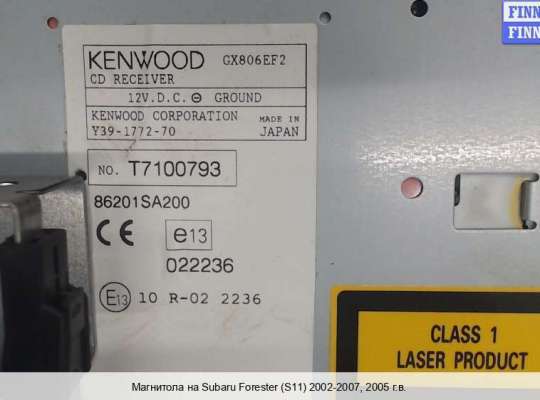 FINN
FINN
KENWOOD GX806EF2
CD RECEIVER
12V.D.C. ⊖ GROUND
KENWOOD CORPORATION MADE IN
Y39-1772-70 JAPAN
NO. T7100793
86201SA200
CE e13
022236
E13 10 R-02 2236
CLASS 1
LASER PRODUCT
Магнитола на Subaru Forester (S11) 2002-2007, 2005 г.в.